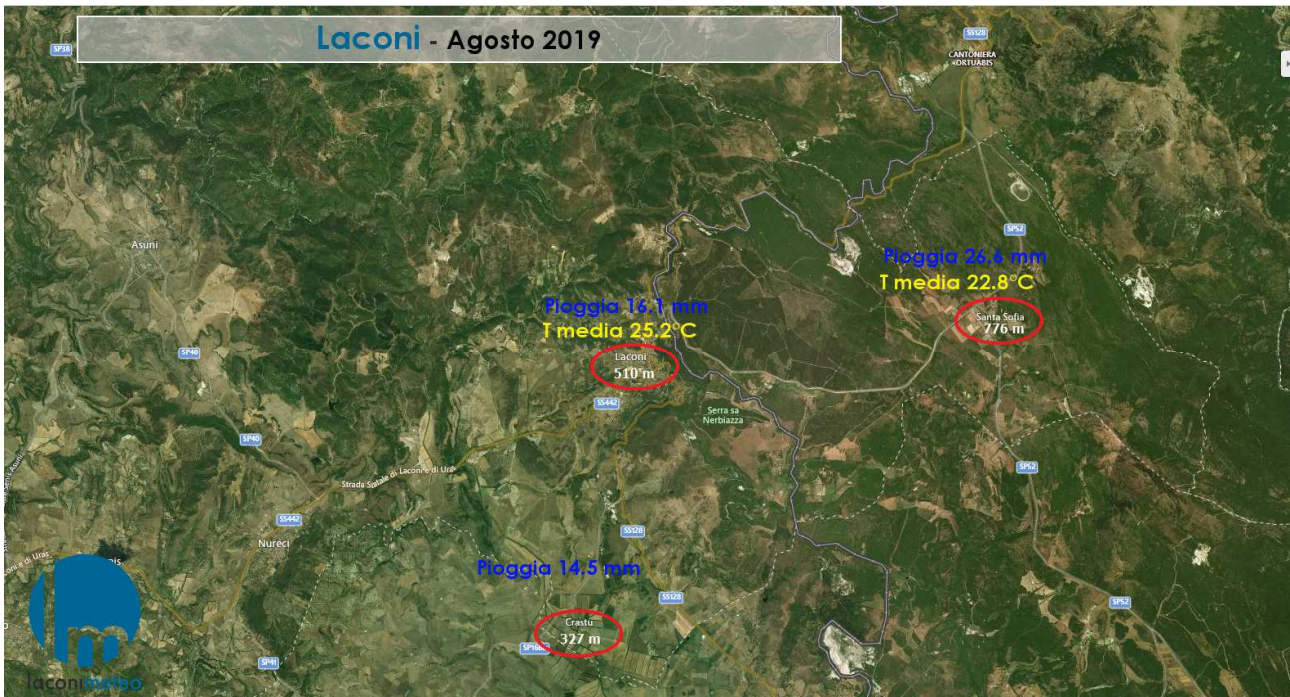 Laconi - Agosto 2019
SP38
SS128
CANTONIERA
ORTUABIS
SP52
Asuni
Pioggia 26.6 mm
T media 22.8°C
Santa Sofia
776 m
Pioggia 16.1 mm
T media 25.2°C
Laconi
510 m
SP40
SS442
Serra sa
Nerbiazza
SP40
Strada Statale di Laconi e di Ura
SP52
SS442
Nureci
SS128
Pioggia 14.5 mm
SS128
SP52
Crastu
327 m
SP41
laconimeteo